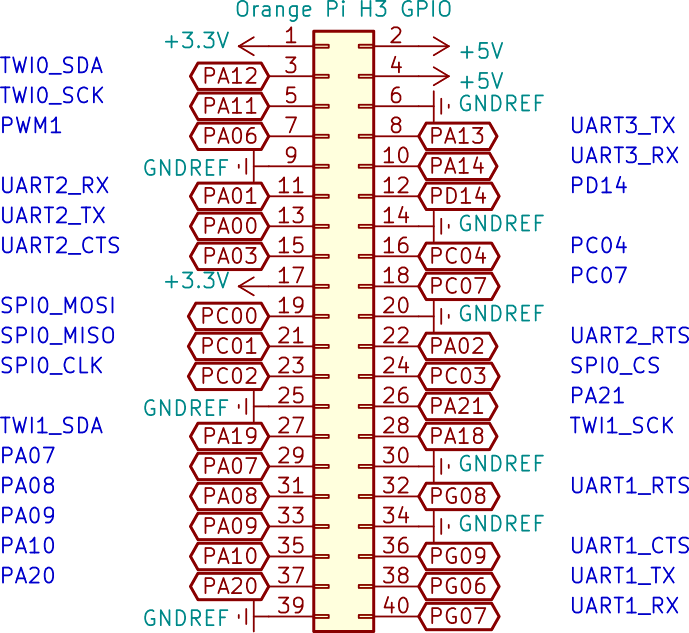 Orange Pi H3 GPIO
+3.3V 1 2 +5V
TWI0_SDA PA12 3 4 +5V
TWI0_SCK PA11 5 6 GNDREF
PWM1 PA06 7 8 PA13 UART3_TX
GNDREF 9 10 PA14 UART3_RX
UART2_RX PA01 11 12 PD14 PD14
UART2_TX PA00 13 14 GNDREF
UART2_CTS PA03 15 16 PC04 PC04
+3.3V 17 18 PC07 PC07
SPI0_MOSI PC00 19 20 GNDREF
SPI0_MISO PC01 21 22 PA02 UART2_RTS
SPI0_CLK PC02 23 24 PC03 SPI0_CS
GNDREF 25 26 PA21 PA21
TWI1_SDA PA19 27 28 PA18 TWI1_SCK
PA07 PA07 29 30 GNDREF
PA08 PA08 31 32 PG08 UART1_RTS
PA09 PA09 33 34 GNDREF
PA10 PA10 35 36 PG09 UART1_CTS
PA20 PA20 37 38 PG06 UART1_TX
GNDREF 39 40 PG07 UART1_RX